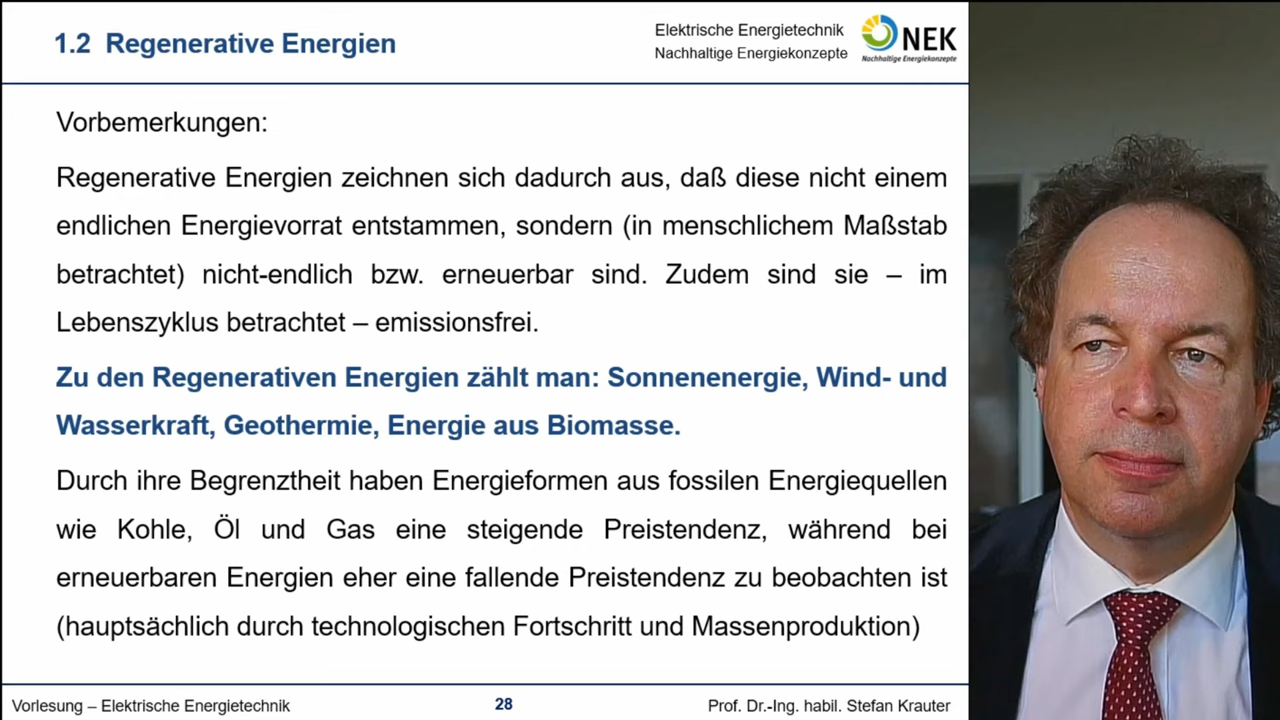 1.2 Regenerative Energien
Elektrische Energietechnik
Nachhaltige Energiekonzepte
NEK
Nachhaltige Energiekonzepte
Vorbemerkungen:
Regenerative Energien zeichnen sich dadurch aus, daß diese nicht einem
endlichen Energievorrat entstammen, sondern (in menschlichem Maßstab
betrachtet) nicht-endlich bzw. erneuerbar sind. Zudem sind sie – im
Lebenszyklus betrachtet – emissionsfrei.
Zu den Regenerativen Energien zählt man: Sonnenenergie, Wind- und
Wasserkraft, Geothermie, Energie aus Biomasse.
Durch ihre Begrenztheit haben Energieformen aus fossilen Energiequellen
wie Kohle, Öl und Gas eine steigende Preistendenz, während bei
erneuerbaren Energien eher eine fallende Preistendenz zu beobachten ist
(hauptsächlich durch technologischen Fortschritt und Massenproduktion)
Vorlesung – Elektrische Energietechnik
28
Prof. Dr.-Ing. habil. Stefan Krauter